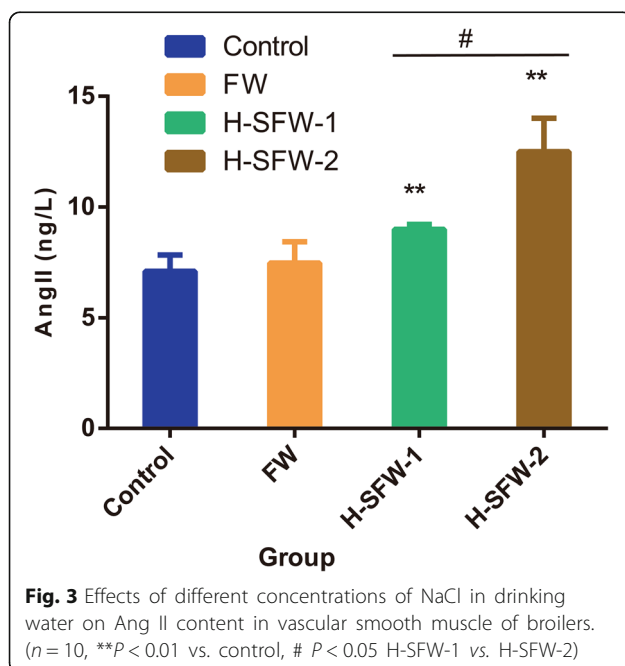 Control
FW
H-SFW-1
H-SFW-2
#
**
**
15
10
5
0
AngII (ng/L)
Control
FW
H-SFW-1
H-SFW-2
Group
Fig. 3 Effects of different concentrations of NaCl in drinking
water on Ang II content in vascular smooth muscle of broilers.
(n = 10, **P < 0.01 vs. control, # P < 0.05 H-SFW-1 vs. H-SFW-2)